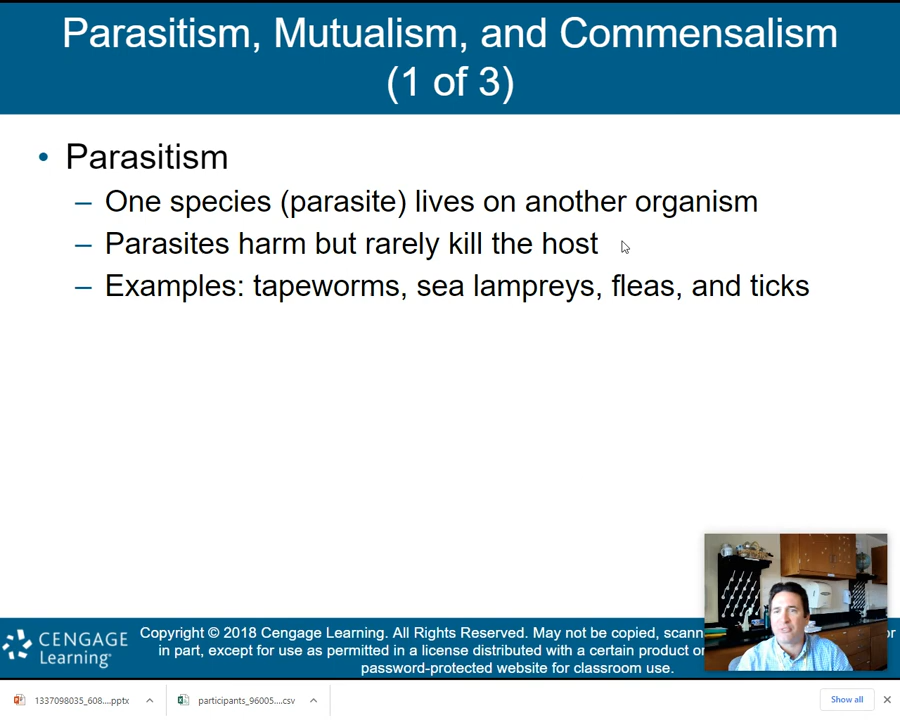 Parasitism, Mutualism, and Commensalism
(1 of 3)
• Parasitism
– One species (parasite) lives on another organism
– Parasites harm but rarely kill the host
– Examples: tapeworms, sea lampreys, fleas, and ticks
CENGAGE
Learning
Copyright © 2018 Cengage Learning. All Rights Reserved. May not be copied, or
in part, except for use as permitted in a license distributed with a certain product
password-protected website for classroom use.
1337098035_608....pptx
participants_96005....csv
Show all